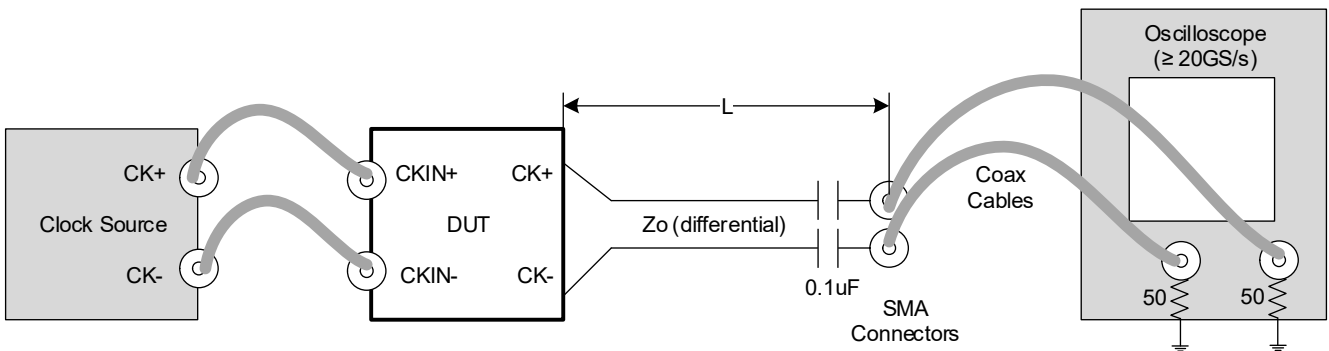 Oscilloscope
(≥ 20GS/s)
L
CK+
CKIN+
CK+
Coax
Cables
Clock Source
DUT
Zo (differential)
CK-
CKIN-
CK-
0.1uF
50
50
SMA
Connectors